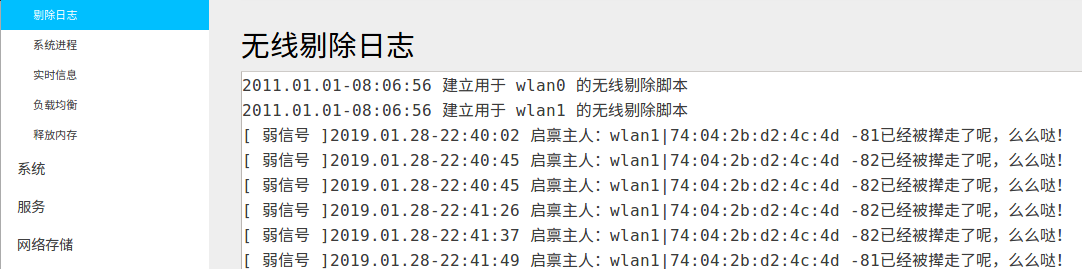 剔除日志
系统进程
实时信息
负载均衡
释放内存
系统
服务
网络存储
无线剔除日志
2011.01.01-08:06:56 建立用于 wlan0 的无线剔除脚本
2011.01.01-08:06:56 建立用于 wlan1 的无线剔除脚本
[ 弱信号 ]2019.01.28-22:40:02 启禀主人：wlan1|74:04:2b:d2:4c:4d -81已经被撵走了呢，么么哒！
[ 弱信号 ]2019.01.28-22:40:45 启禀主人：wlan1|74:04:2b:d2:4c:4d -82已经被撵走了呢，么么哒！
[ 弱信号 ]2019.01.28-22:40:45 启禀主人：wlan1|74:04:2b:d2:4c:4d -82已经被撵走了呢，么么哒！
[ 弱信号 ]2019.01.28-22:41:26 启禀主人：wlan1|74:04:2b:d2:4c:4d -82已经被撵走了呢，么么哒！
[ 弱信号 ]2019.01.28-22:41:37 启禀主人：wlan1|74:04:2b:d2:4c:4d -82已经被撵走了呢，么么哒！
[ 弱信号 ]2019.01.28-22:41:49 启禀主人：wlan1|74:04:2b:d2:4c:4d -81已经被撵走了呢，么么哒！